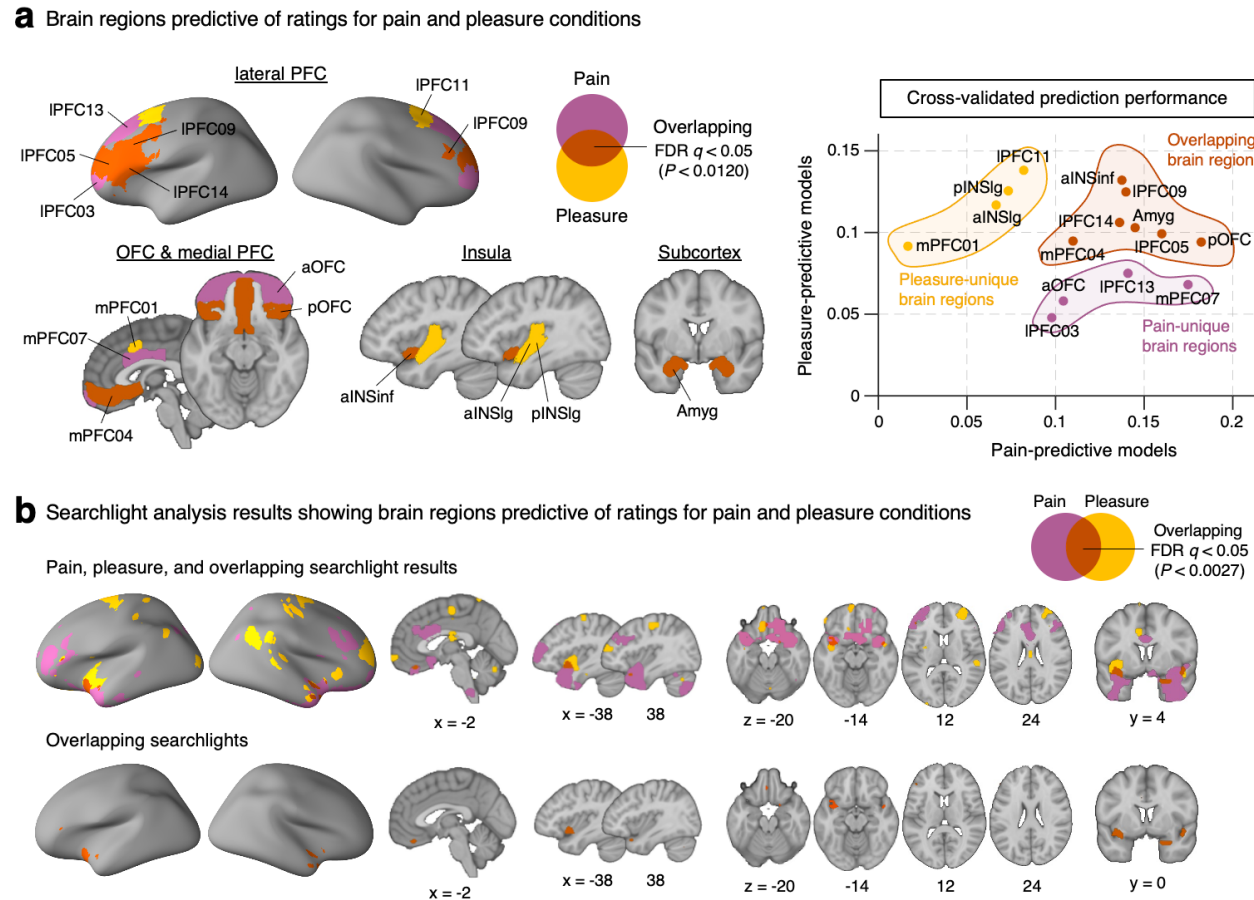 a Brain regions predictive of ratings for pain and pleasure conditions
lateral PFC
lPFC13
lPFC09
lPFC05
lPFC14
lPFC03
lPFC11
lPFC09
Pain
Overlapping
FDR q < 0.05
(P < 0.0120)
Pleasure
OFC & medial PFC
aOFC
mPFC01
pOFC
mPFC07
mPFC04
Insula
aINSinf
aINSlg
pINSlg
Subcortex
Amyg
Cross-validated prediction performance
Pleasure-predictive models
0.15
0.1
0.05
0
0
0.05
0.1
0.15
0.2
Pain-predictive models
Overlapping
brain region
lPFC11
pINSlg
aINSlg
mPFC01
Pleasure-unique
brain regions
aINSinf
lPFC09
lPFC14
Amyg
mPFC04
lPFC05
pOFC
aOFC
lPFC13
mPFC07
lPFC03
Pain-unique
brain regions
b Searchlight analysis results showing brain regions predictive of ratings for pain and pleasure conditions
Pain Pleasure
Overlapping
FDR q < 0.05
(P < 0.0027)
Pain, pleasure, and overlapping searchlight results
x = -2
x = -38 38
z = -20 -14 12 24
y = 4
Overlapping searchlights
x = -2
x = -38 38
z = -20 -14 12 24
y = 0